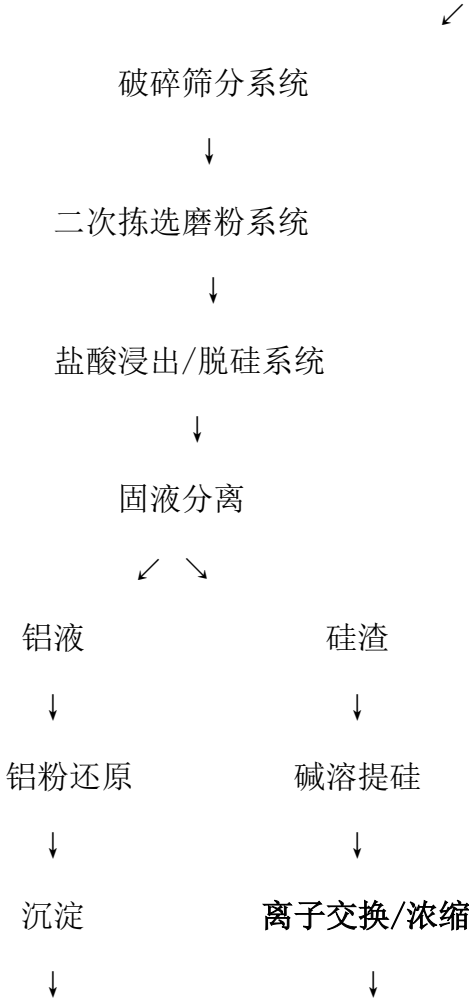 ↙
破碎筛分系统
↓
二次拣选磨粉系统
↓
盐酸浸出/脱硅系统
↓
固液分离
↙ ↘
铝液 硅渣
↓ ↓
铝粉还原 碱溶提硅
↓ ↓
沉淀 离子交换/浓缩
↓ ↓